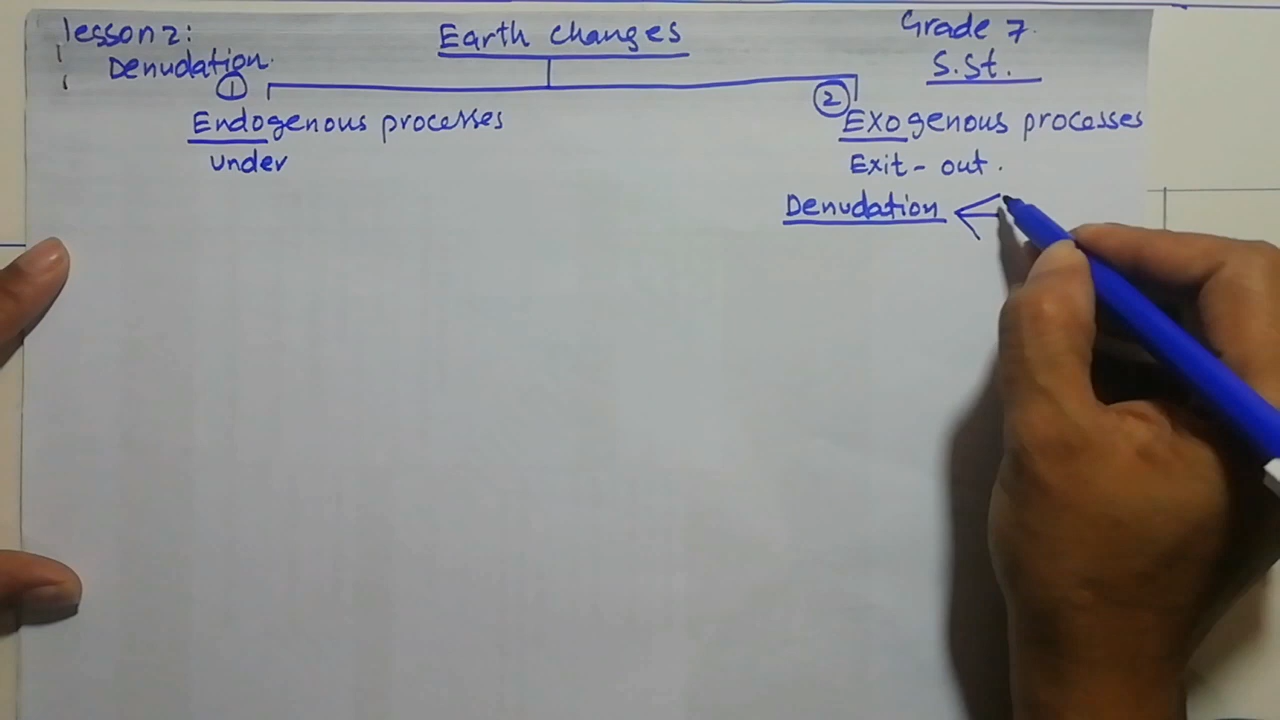 lesson 2:
Denudation.
Earth changes
Grade 7.
S.St.
1
Endogenous processes
under
2
Exogenous processes
Exit - out.
Denudation